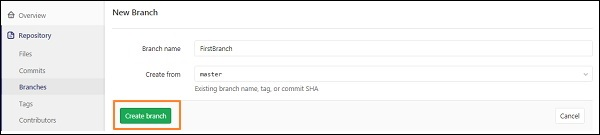 Overview
Repository
Files
Commits
Branches
Tags
Contributors
New Branch
Branch name
FirstBranch
Create from
master
Existing branch name, tag, or commit SHA
Create branch
Cancel